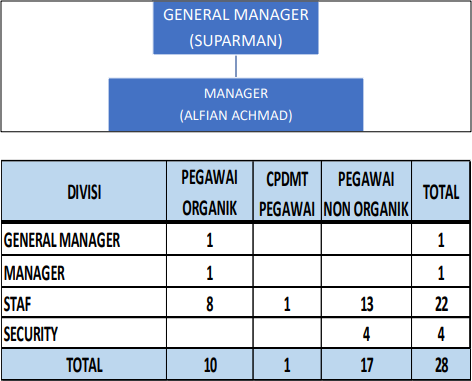 GENERAL MANAGER
(SUPARMAN)
MANAGER
(ALFIAN ACHMAD)
DIVISI PEGAWAI ORGANIK CPDMT PEGAWAI PEGAWAI NON ORGANIK TOTAL
GENERAL MANAGER 1 1
MANAGER 1 1
STAF 8 1 13 22
SECURITY 4 4
TOTAL 10 1 17 28